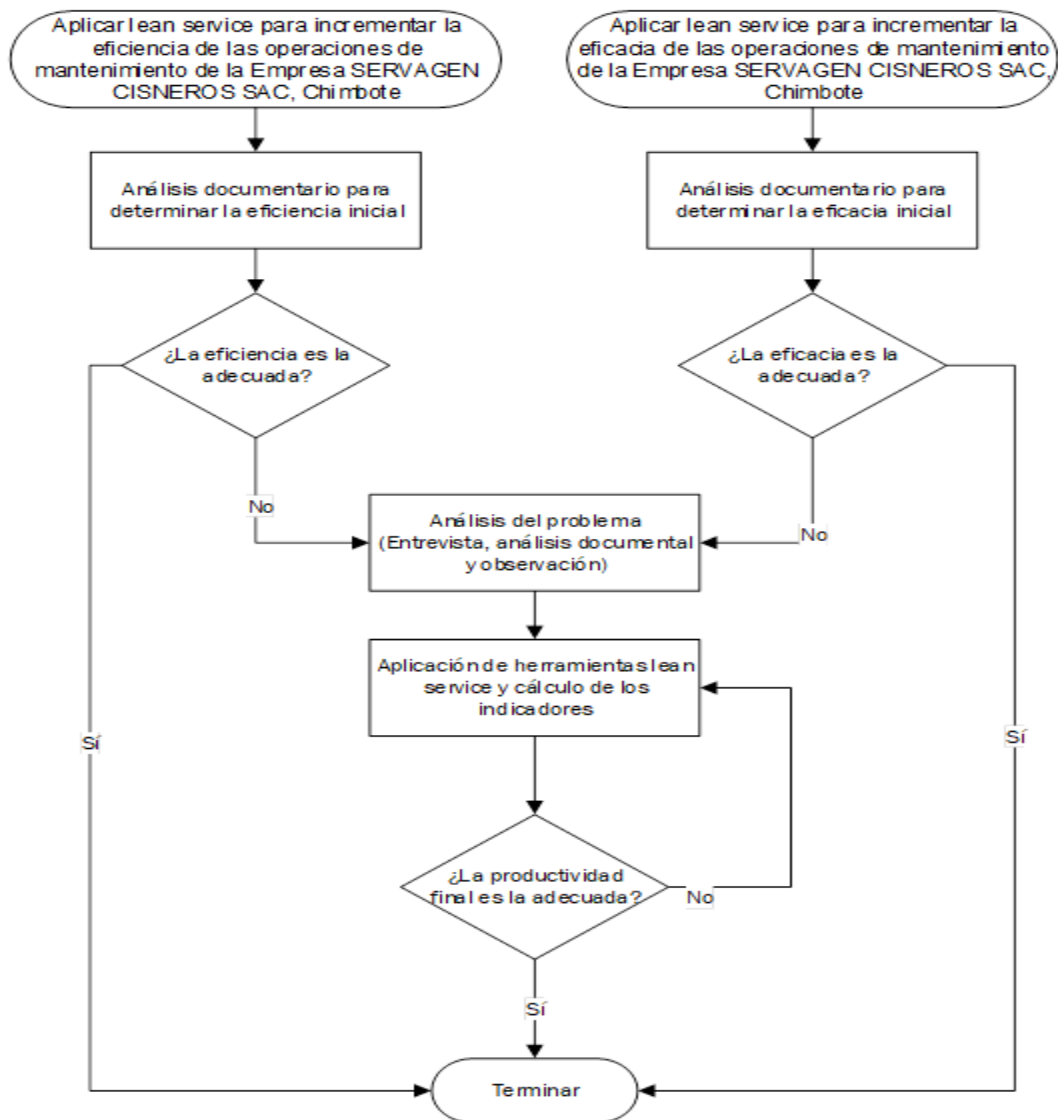 Aplicar lean service para incrementar la
eficiencia de las operaciones de
mantenimiento de la Empresa SERVAGEN
CISNEROS SAC, Chimbote
Aplicar lean service para incrementar la
eficacia de las operaciones de mantenimiento
de la Empresa SERVAGEN CISNEROS SAC,
Chimbote
Análisis documentario para
determinar la eficiencia inicial
Análisis documentario para
determinar la eficacia inicial
¿La eficiencia es la
adecuada?
¿La eficacia es la
adecuada?
No
No
Análisis del problema
(Entrevista, análisis documental
y observación)
Aplicación de herramientas lean
service y cálculo de los
indicadores
Sí
Sí
¿La productividad
final es la adecuada?
No
Sí
Terminar